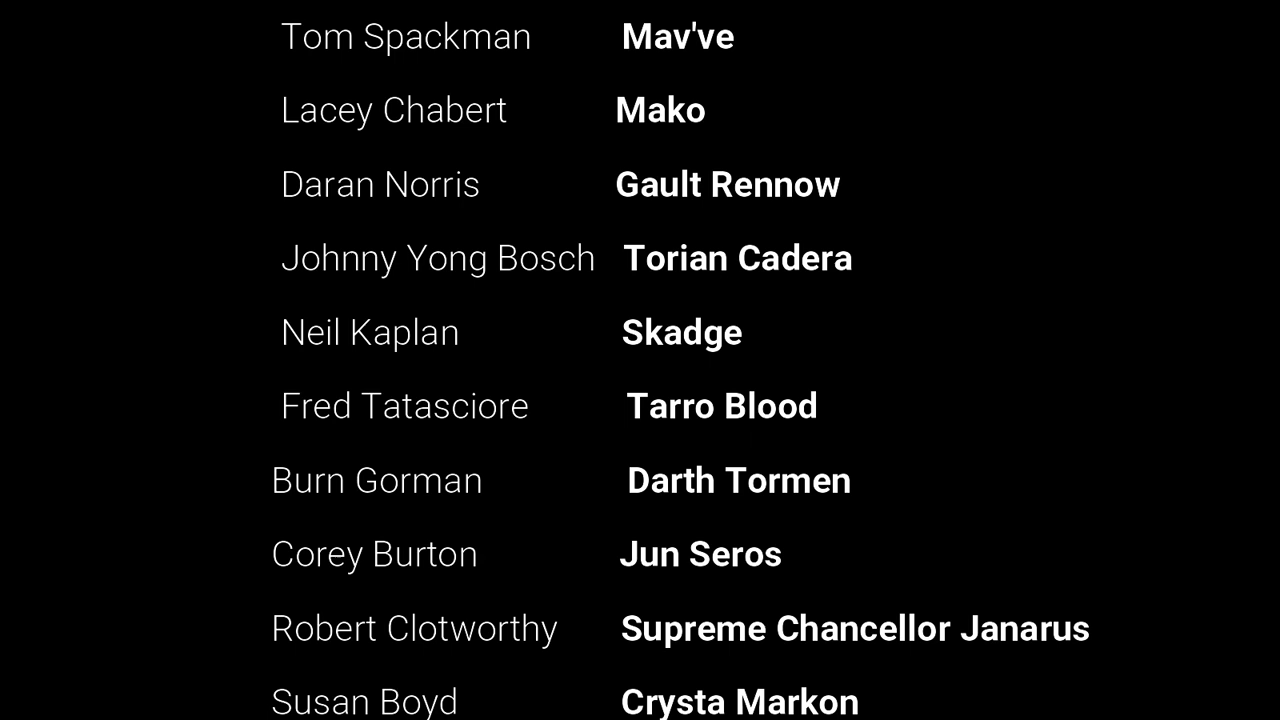 Tom Spackman Mav've
Lacey Chabert Mako
Daran Norris Gault Rennow
Johnny Yong Bosch Torian Cadera
Neil Kaplan Skadge
Fred Tatasciore Tarro Blood
Burn Gorman Darth Tormen
Corey Burton Jun Seros
Robert Clotworthy Supreme Chancellor Janarus
Susan Boyd Crysta Markon